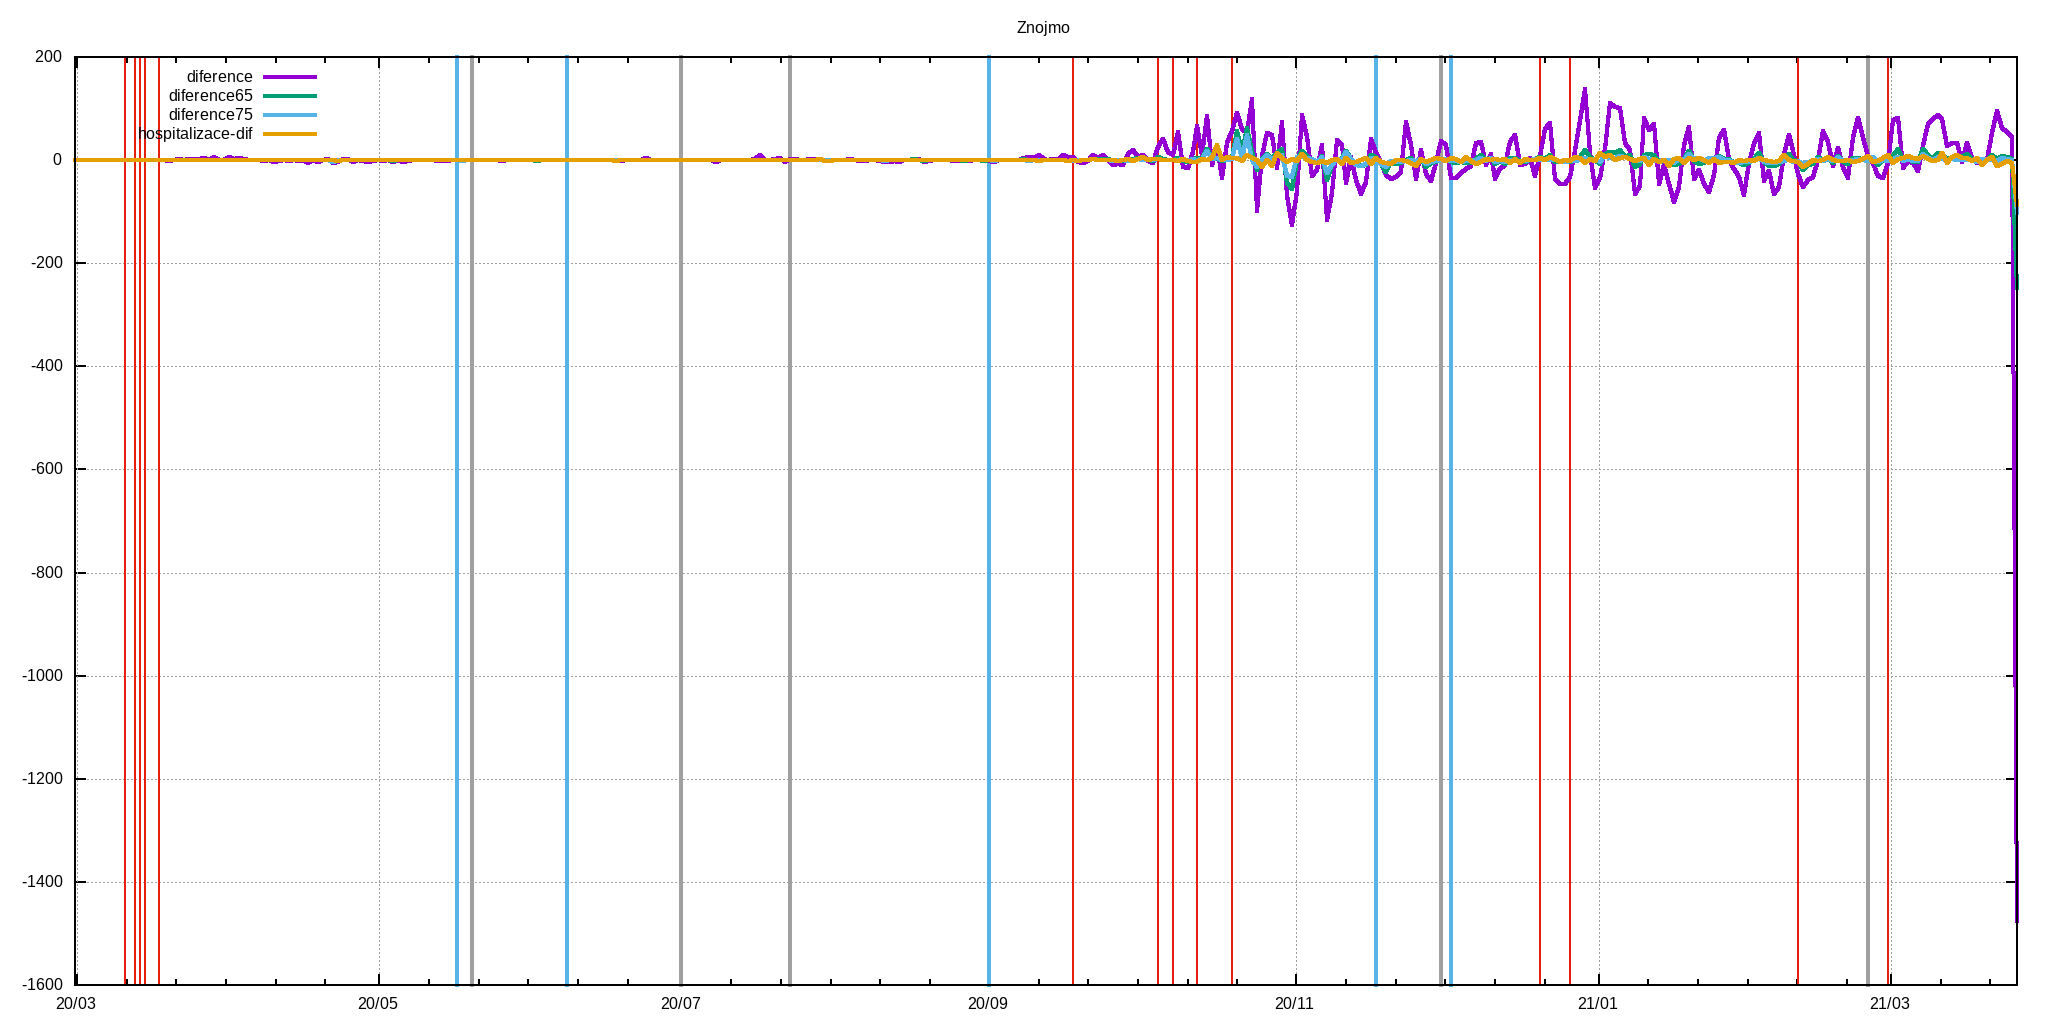 Znojmo
200
0
-200
-400
-600
-800
-1000
-1200
-1400
-1600
diference
diference65
diference75
hospitalizace-dif
20/03 20/05 20/07 20/09 20/11 21/01 21/03